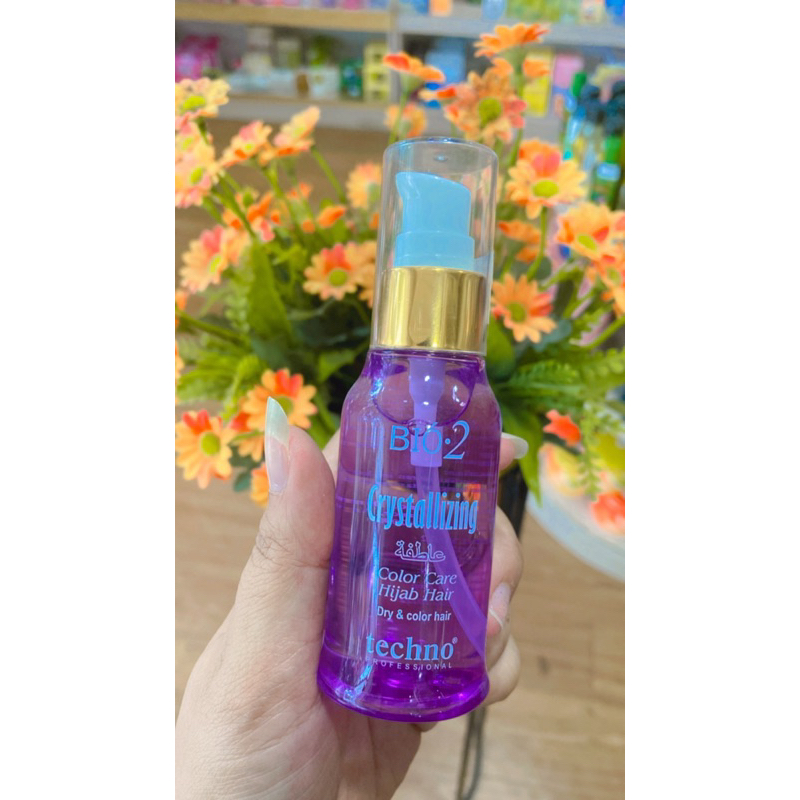 BIO·2
Crystallizing
عاطفة
Color Care
Hijab Hair
Dry & color hair
techno®
PROFESSIONAL